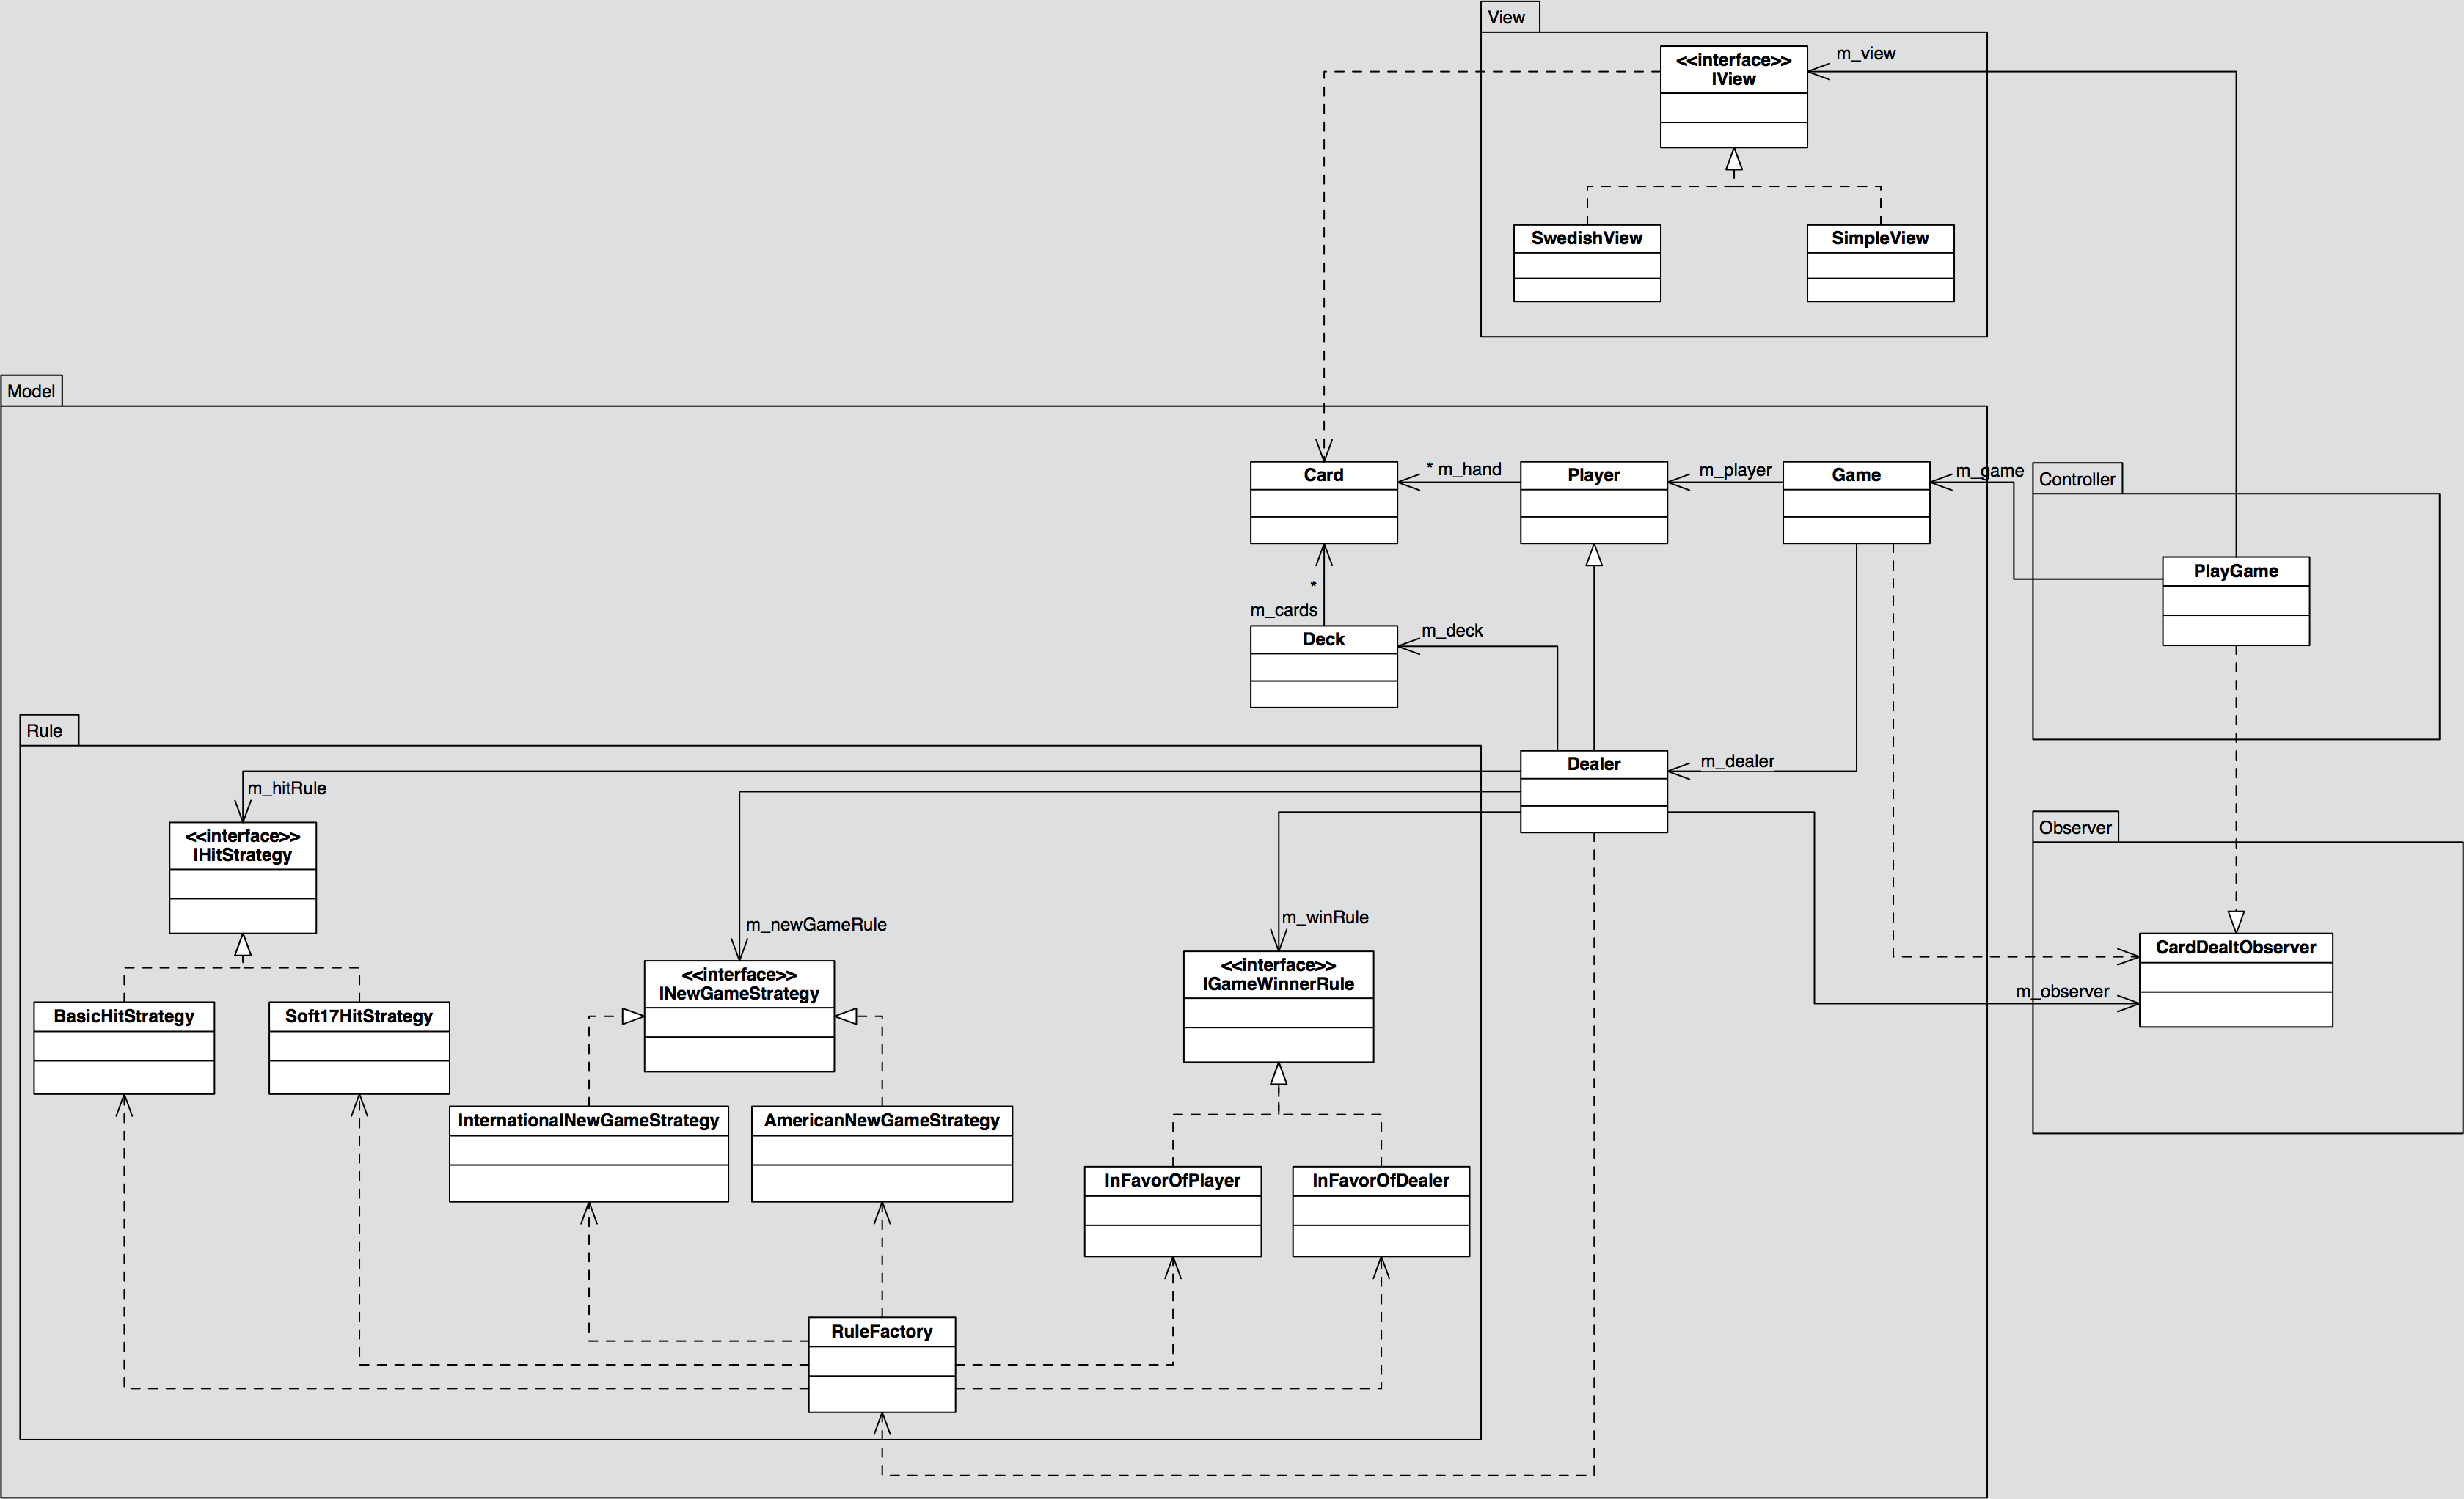 View
<<interface>>
IView
m_view
SwedishView
SimpleView
Model
Card
* m_hand
Player
m_player
Game
m_game
Controller
PlayGame
*
m_cards
Deck
m_deck
Rule
Dealer
m_dealer
m_hitRule
<<interface>>
IHitStrategy
Observer
m_newGameRule
m_winRule
<<interface>>
INewGameStrategy
<<interface>>
IGameWinnerRule
CardDealtObserver
m_observer
BasicHitStrategy
Soft17HitStrategy
InternationalNewGameStrategy
AmericanNewGameStrategy
InFavorOfPlayer
InFavorOfDealer
RuleFactory